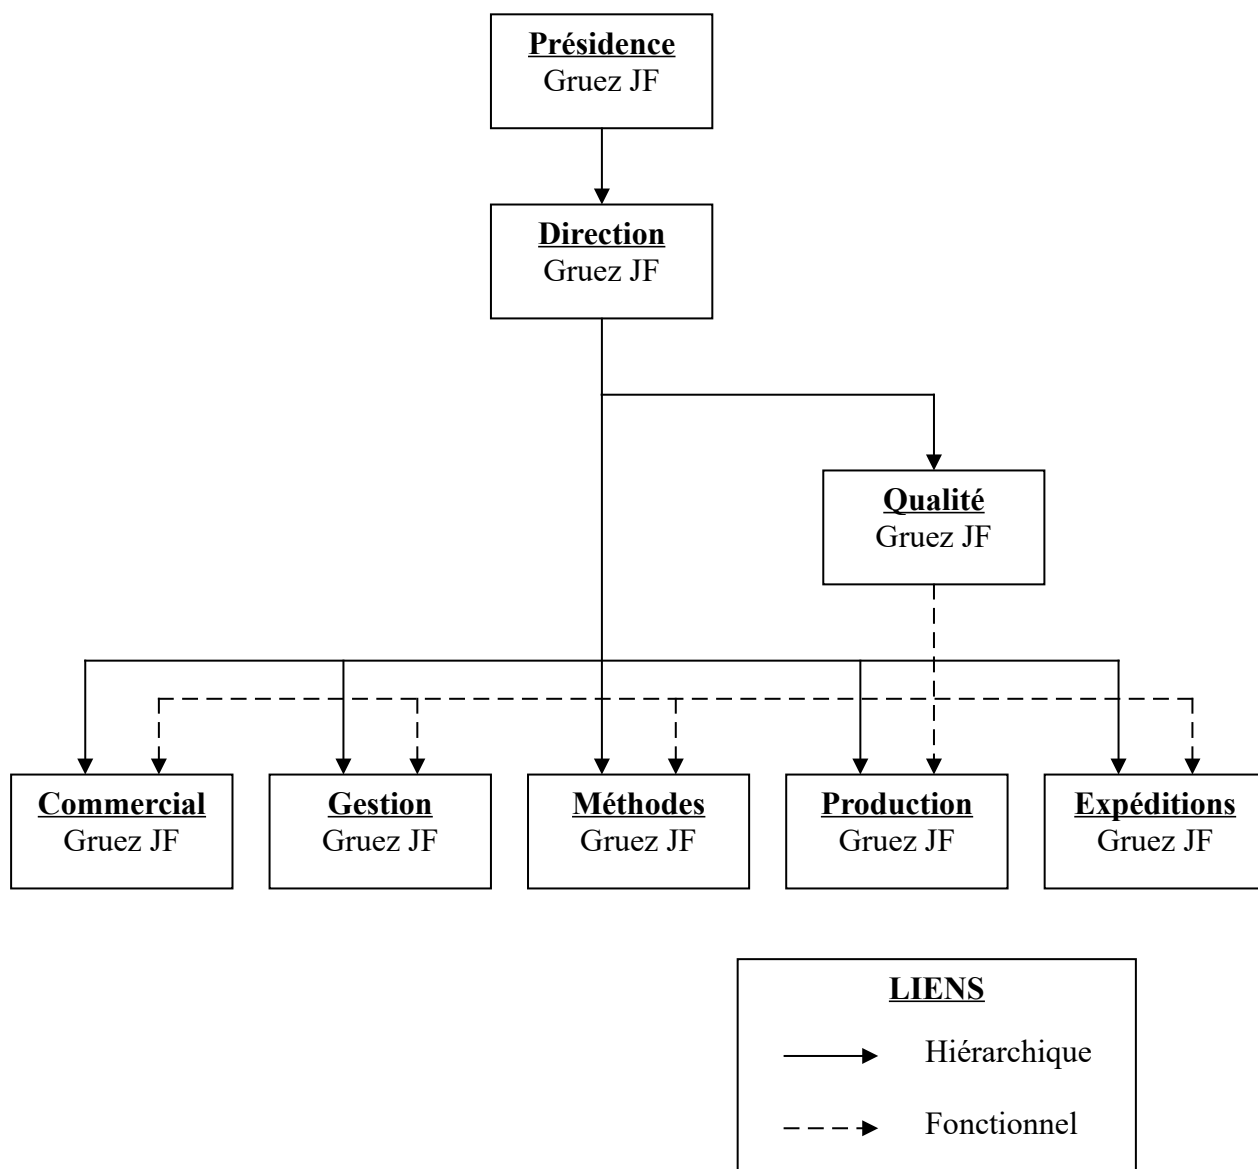 Présidence
Gruez JF
Direction
Gruez JF
Qualité
Gruez JF
Commercial
Gruez JF
Gestion
Gruez JF
Méthodes
Gruez JF
Production
Gruez JF
Expéditions
Gruez JF
LIENS
Hiérarchique
Fonctionnel